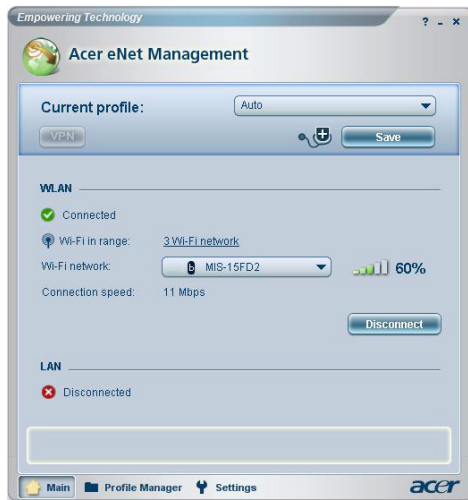 Empowering Technology ? - x
Acer eNet Management
Current profile: Auto
VPN Save
WLAN
Connected
Wi-Fi in range: 3 Wi-Fi network
Wi-Fi network: b MIS-15FD2 60%
Connection speed: 11 Mbps
Disconnect
LAN
Disconnected
Main Profile Manager Settings acer